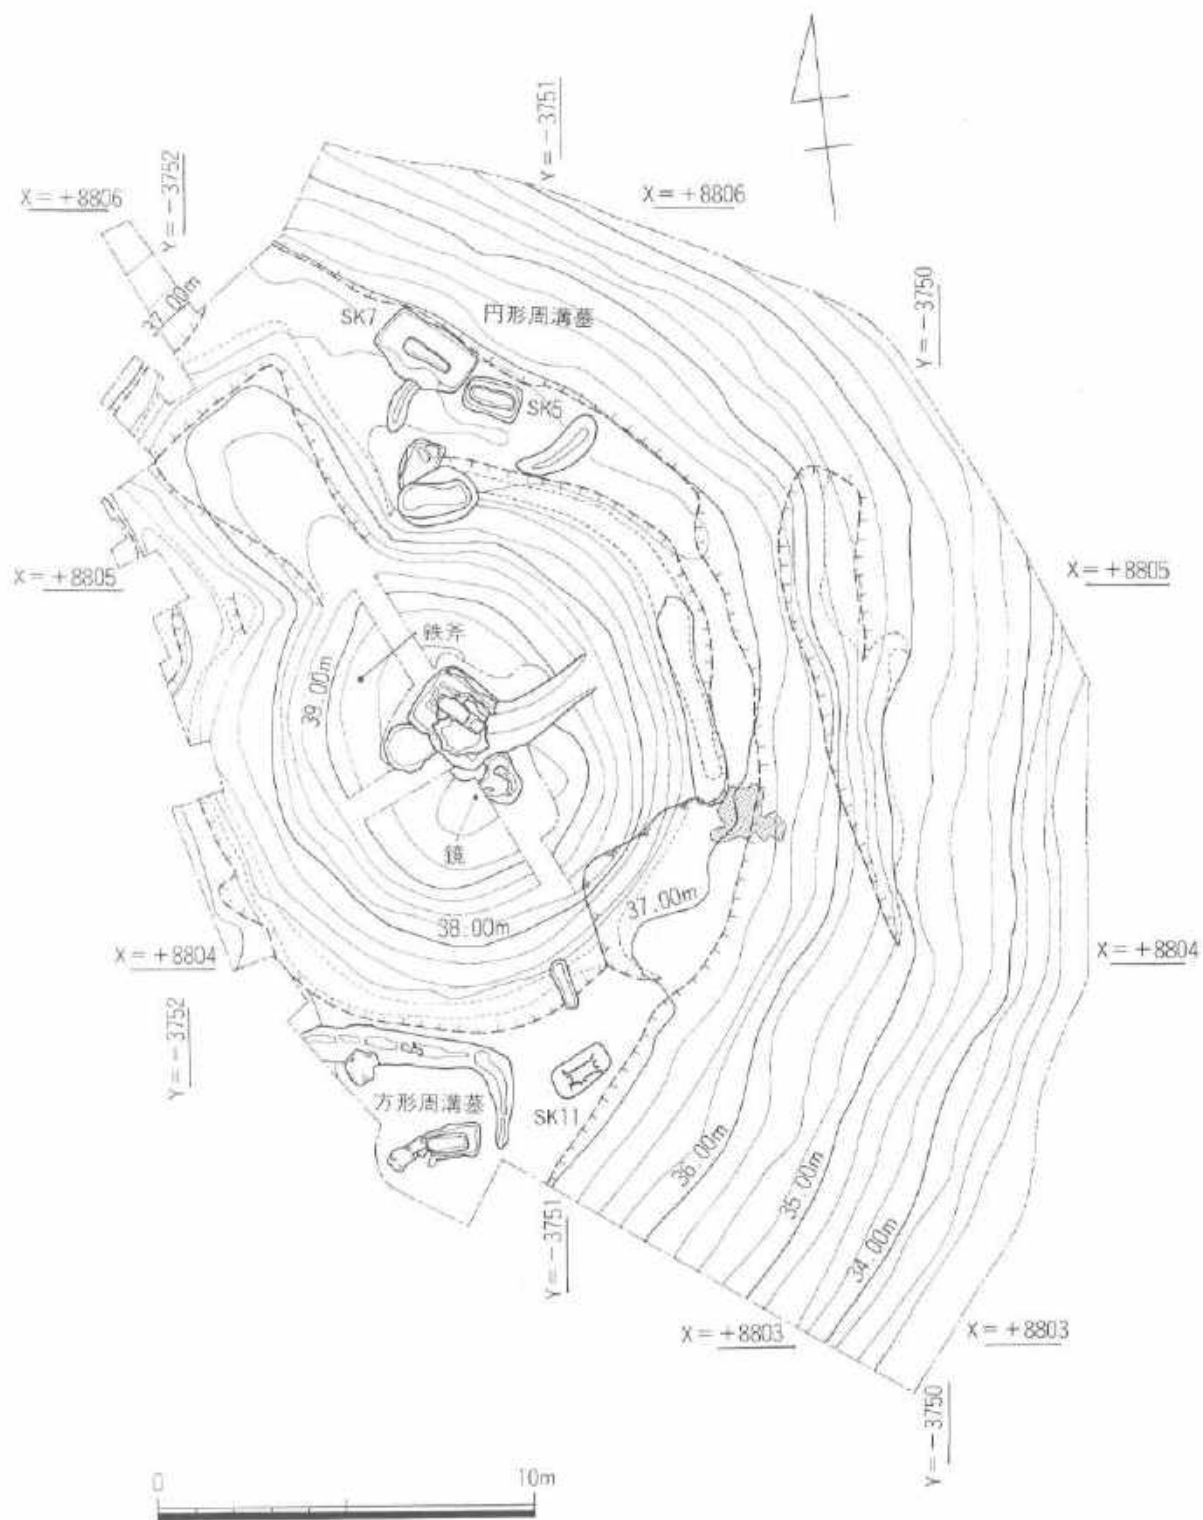 Y=-3751
Y=-3752
X=+8806
X=+8806
37.00m
円形周溝墓
SK7
SK5
Y=-3750
X=+8805
X=+8805
鉄斧
39.00m
鏡
38.00m
37.00m
X=+8804
X=+8804
Y=-3752
方形周溝墓
SK11
36.00m
35.00m
34.00m
Y=-3751
X=+8803
X=+8803
Y=-3750
0
10m